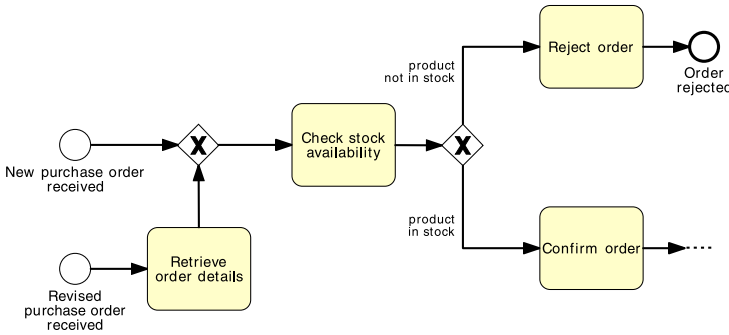 Reject order
product
not in stock
Order
rejected
Check stock
availability
X
X
New purchase order
received
product
in stock
Confirm order
Retrieve
order details
Revised
purchase order
received